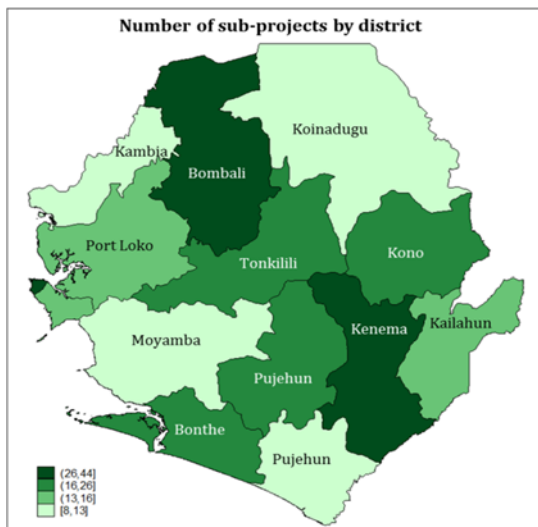 Number of sub-projects by district
Koinadugu
Kambia
Bombali
Port Loko
Tonkilili
Kono
Moyamba
Kenema
Kailahun
Pujehun
Bonthe
Pujehun
(26,44]
(16,26]
(13,16]
[8,13]